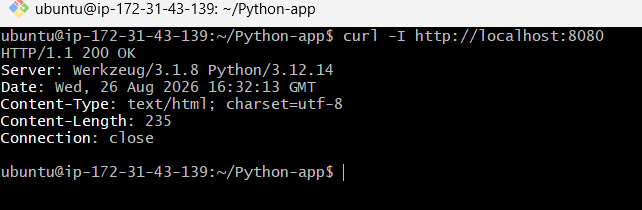 ubuntu@ip-172-31-43-139: ~/Python-app
ubuntu@ip-172-31-43-139:~/Python-app$ curl -I http://localhost:8080
HTTP/1.1 200 OK
Server: Werkzeug/3.1.8 Python/3.12.14
Date: Wed, 26 Aug 2026 16:32:13 GMT
Content-Type: text/html; charset=utf-8
Content-Length: 235
Connection: close
ubuntu@ip-172-31-43-139:~/Python-app$